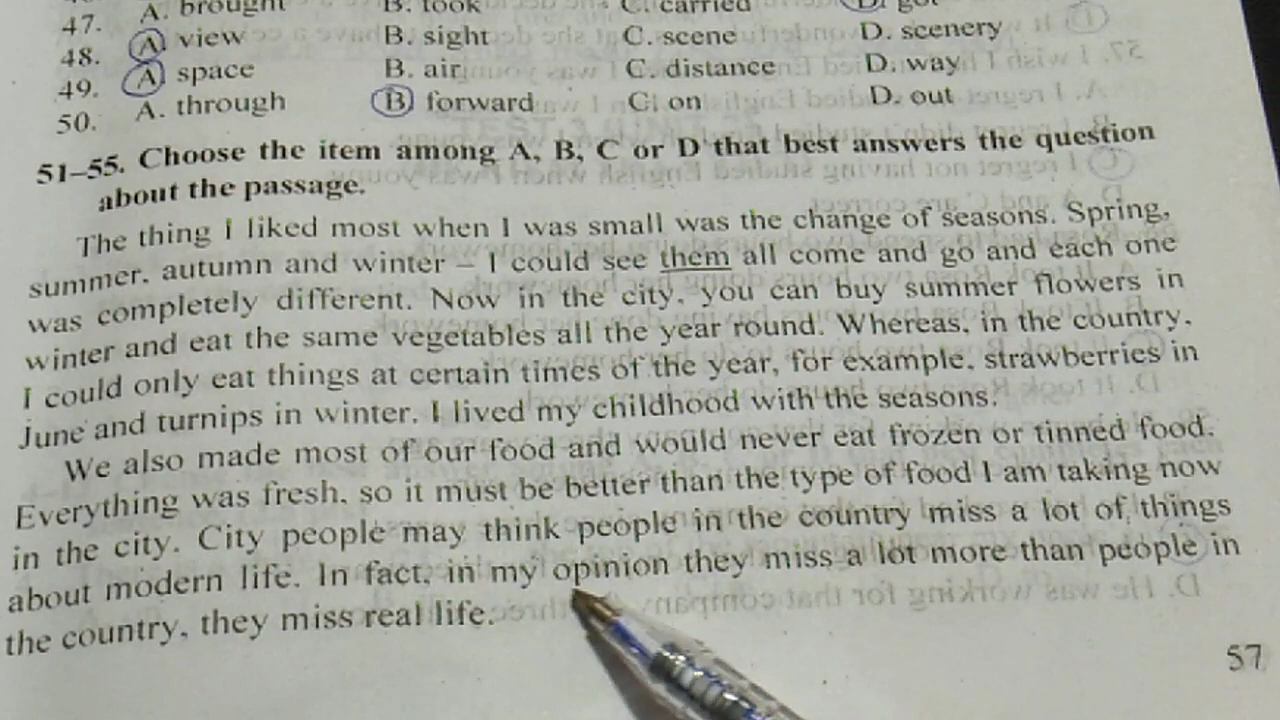 47. A. brought B. took C. carried D. got
48. A. view B. sight C. scene D. scenery
49. A. space B. air C. distance D. way
50. A. through B. forward C. on D. out
51–55. Choose the item among A, B, C or D that best answers the question
about the passage.
The thing I liked most when I was small was the change of seasons. Spring,
summer, autumn and winter – I could see them all come and go and each one
was completely different. Now in the city, you can buy summer flowers in
winter and eat the same vegetables all the year round. Whereas, in the country,
I could only eat things at certain times of the year, for example, strawberries in
June and turnips in winter. I lived my childhood with the seasons.
We also made most of our food and would never eat frozen or tinned food.
Everything was fresh, so it must be better than the type of food I am taking now
in the city. City people may think people in the country miss a lot of things
about modern life. In fact, in my opinion they miss a lot more than people in
the country, they miss real life.
57